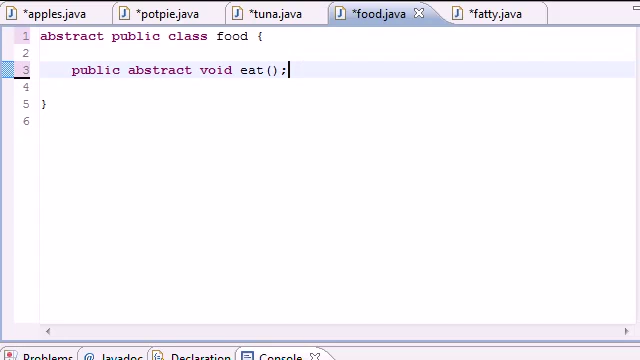 *apples.java *potpie.java *tuna.java *food.java *fatty.java
1 abstract public class food {
2
3 public abstract void eat();
4
5 }
6
Problems @ Javadoc Declaration Console